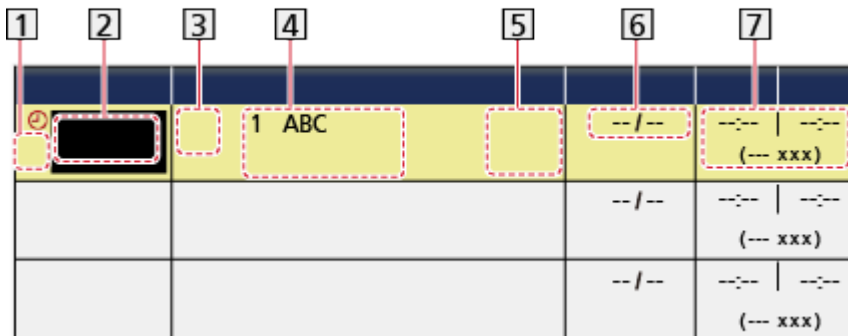 1 2 3 4 5 6 7
1 ABC --/-- --:-- | --:--
(--- xxx)
--/-- --:-- | --:--
(--- xxx)
--/-- --:-- | --:--
(--- xxx)